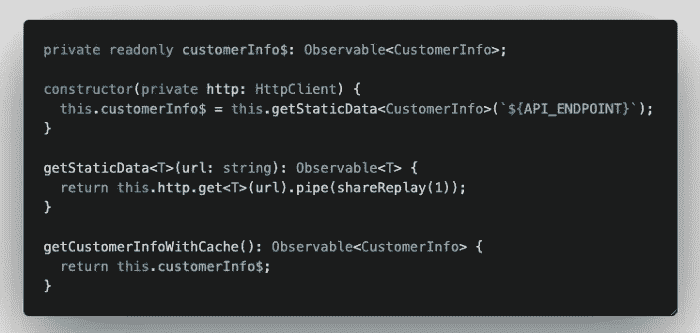 private readonly customerInfo$: Observable<CustomerInfo>;
constructor(private http: HttpClient) {
this.customerInfo$ = this.getStaticData<CustomerInfo>(`${API_ENDPOINT}`);
}
getStaticData<T>(url: string): Observable<T> {
return this.http.get<T>(url).pipe(shareReplay(1));
}
getCustomerInfoWithCache(): Observable<CustomerInfo> {
return this.customerInfo$;
}